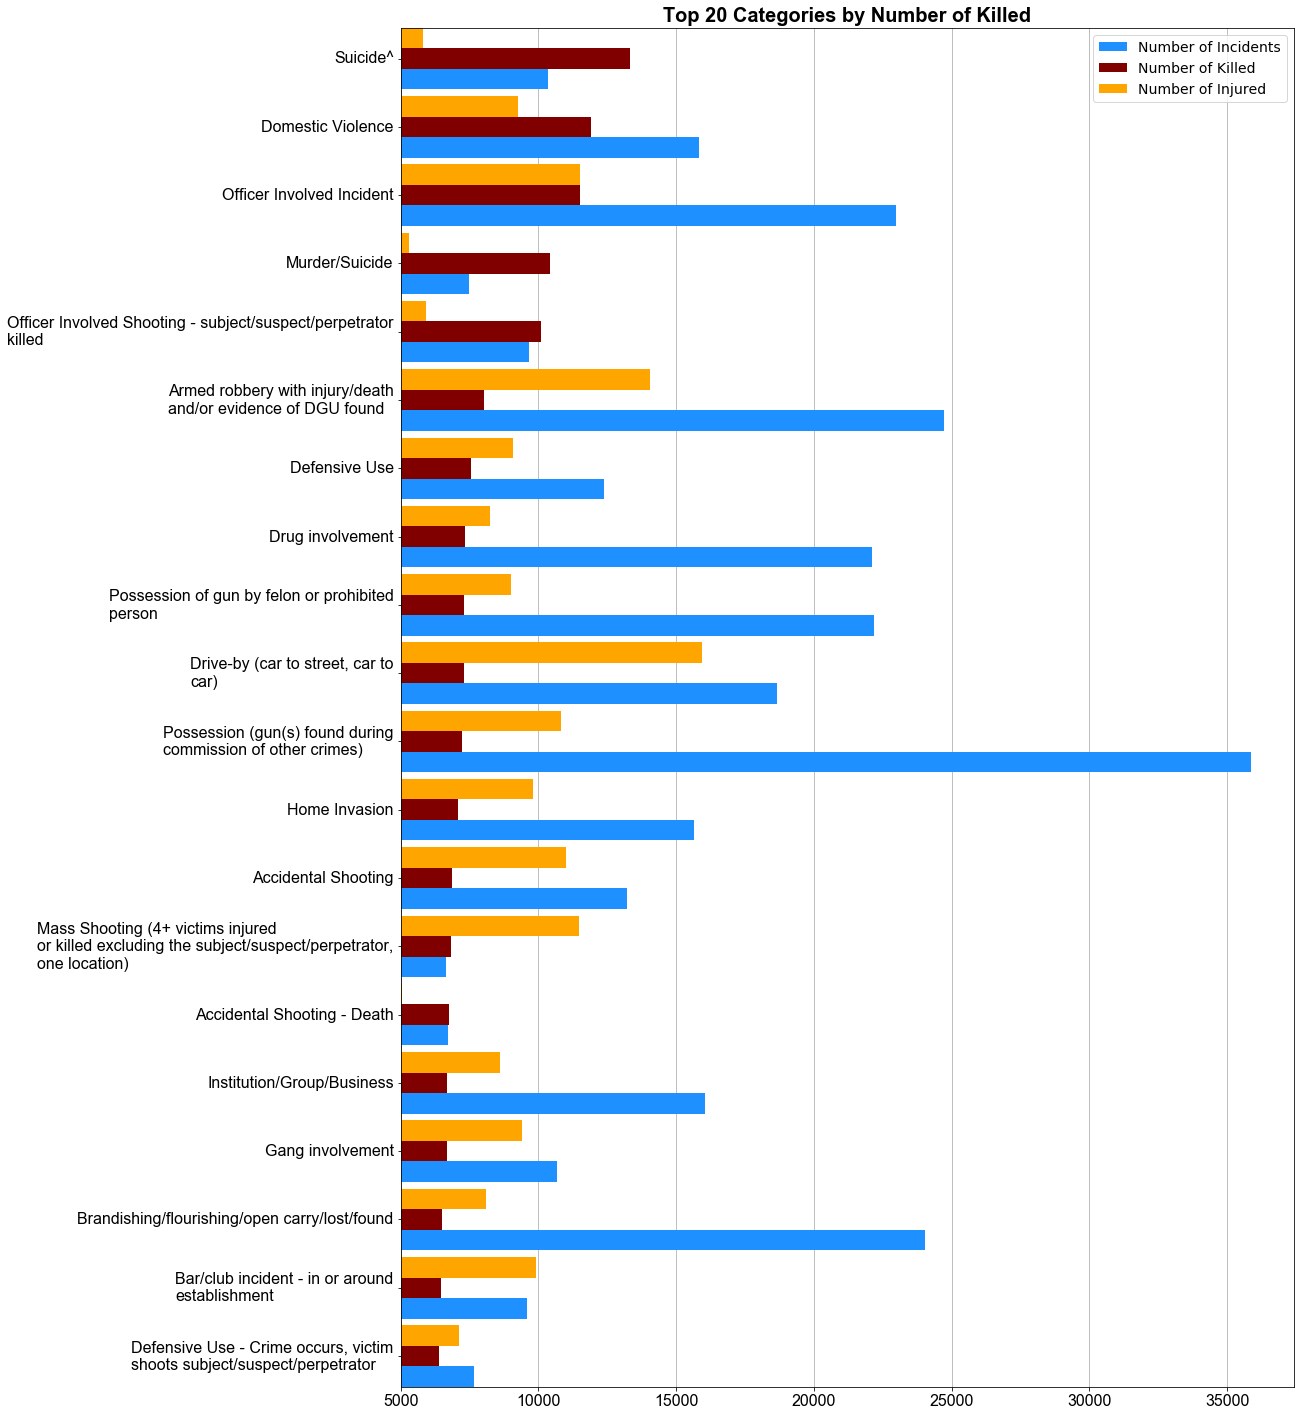 Top 20 Categories by Number of Killed
Number of Incidents
Number of Killed
Number of Injured
Suicide^
Domestic Violence
Officer Involved Incident
Murder/Suicide
Officer Involved Shooting - subject/suspect/perpetrator
killed
Armed robbery with injury/death
and/or evidence of DGU found
Defensive Use
Drug involvement
Possession of gun by felon or prohibited
person
Drive-by (car to street, car to
car)
Possession (gun(s) found during
commission of other crimes)
Home Invasion
Accidental Shooting
Mass Shooting (4+ victims injured
or killed excluding the subject/suspect/perpetrator,
one location)
Accidental Shooting - Death
Institution/Group/Business
Gang involvement
Brandishing/flourishing/open carry/lost/found
Bar/club incident - in or around
establishment
Defensive Use - Crime occurs, victim
shoots subject/suspect/perpetrator
5000 10000 15000 20000 25000 30000 35000